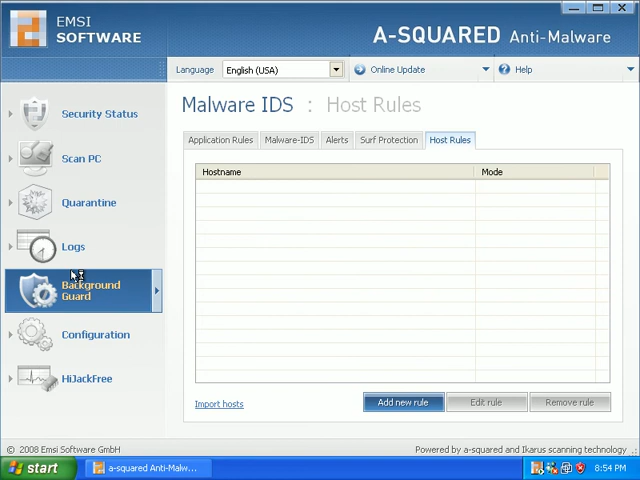 EMSI
SOFTWARE
A-SQUARED Anti-Malware
Language
English (USA)
Online Update
Help
Security Status
Scan PC
Quarantine
Logs
Background
Guard
Configuration
HiJackFree
Malware IDS : Host Rules
Application Rules
Malware-IDS
Alerts
Surf Protection
Host Rules
Hostname
Mode
Import hosts
Add new rule
Edit rule
Remove rule
© 2008 Emsi Software GmbH
Powered by a-squared and Ikarus scanning technology
start
a-squared Anti-Malw...
8:54 PM